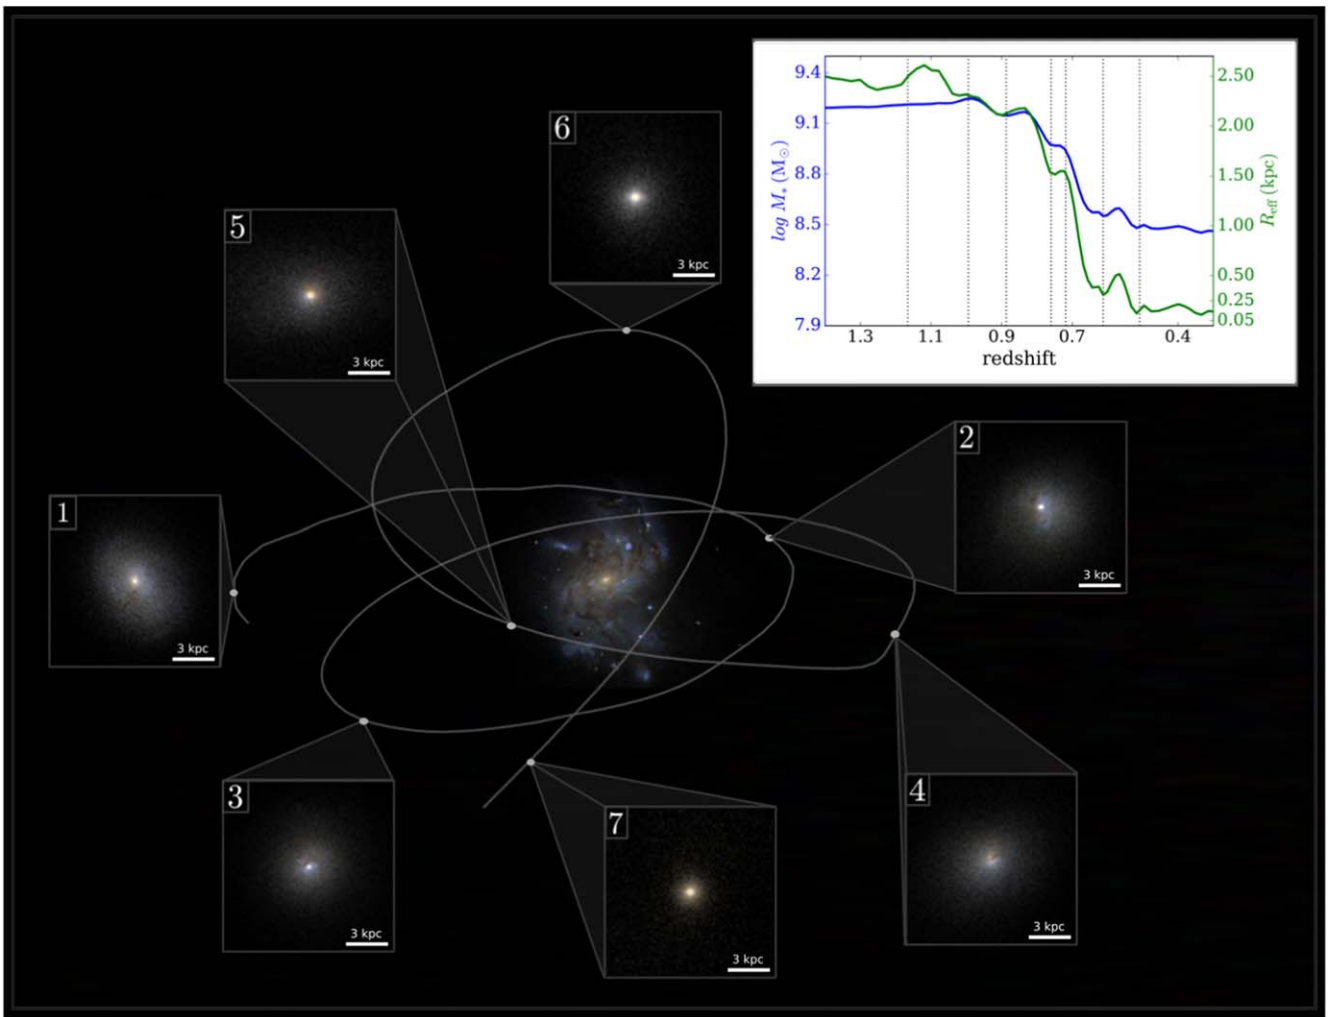 9.4
9.1
8.8
8.5
8.2
7.9
log M* (M⊙)
2.50
2.00
1.50
1.00
0.50
0.25
0.05
Reff (kpc)
1.3 1.1 0.9 0.7 0.4
redshift
6
3 kpc
5
3 kpc
2
3 kpc
1
3 kpc
3
3 kpc
7
3 kpc
4
3 kpc